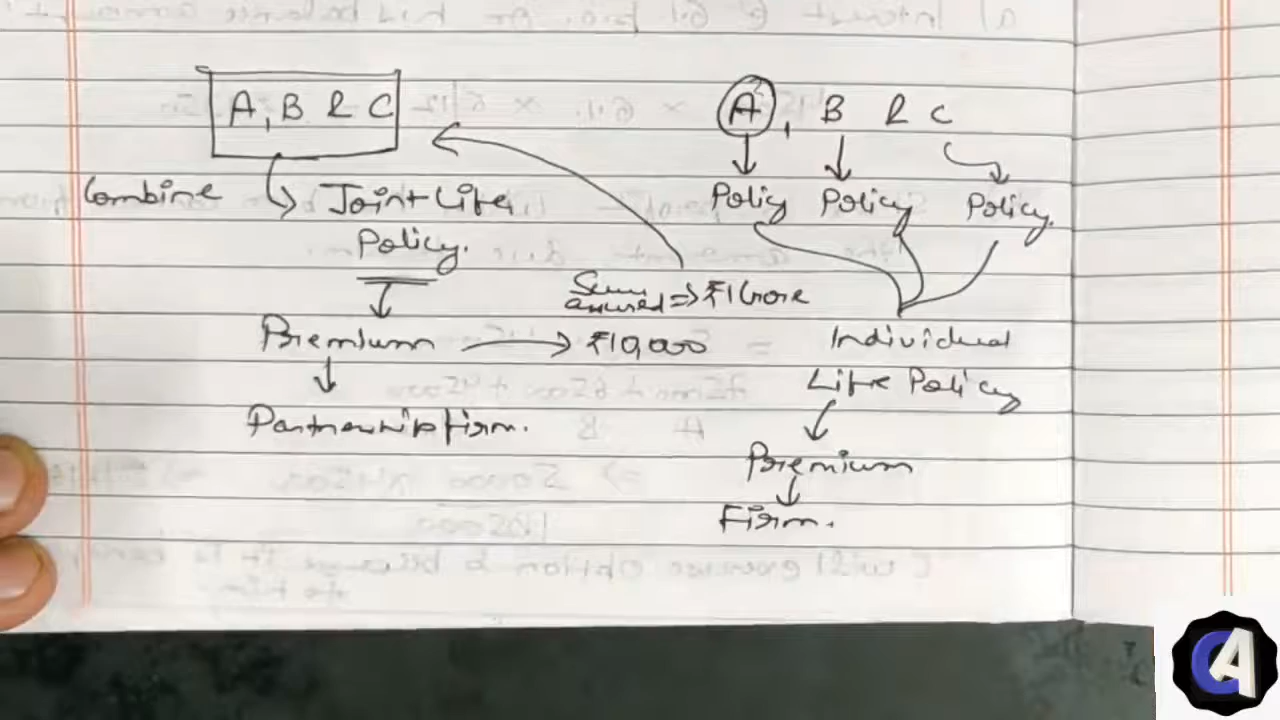 A, B & C
Combine
Joint Life
Policy.
Premium → ₹10,000
Partnership firm.
Sum
assured ⇒ ₹1 Crore
A, B & C
Policy Policy Policy.
Individual
Life Policy
Premium
Firm.
CA